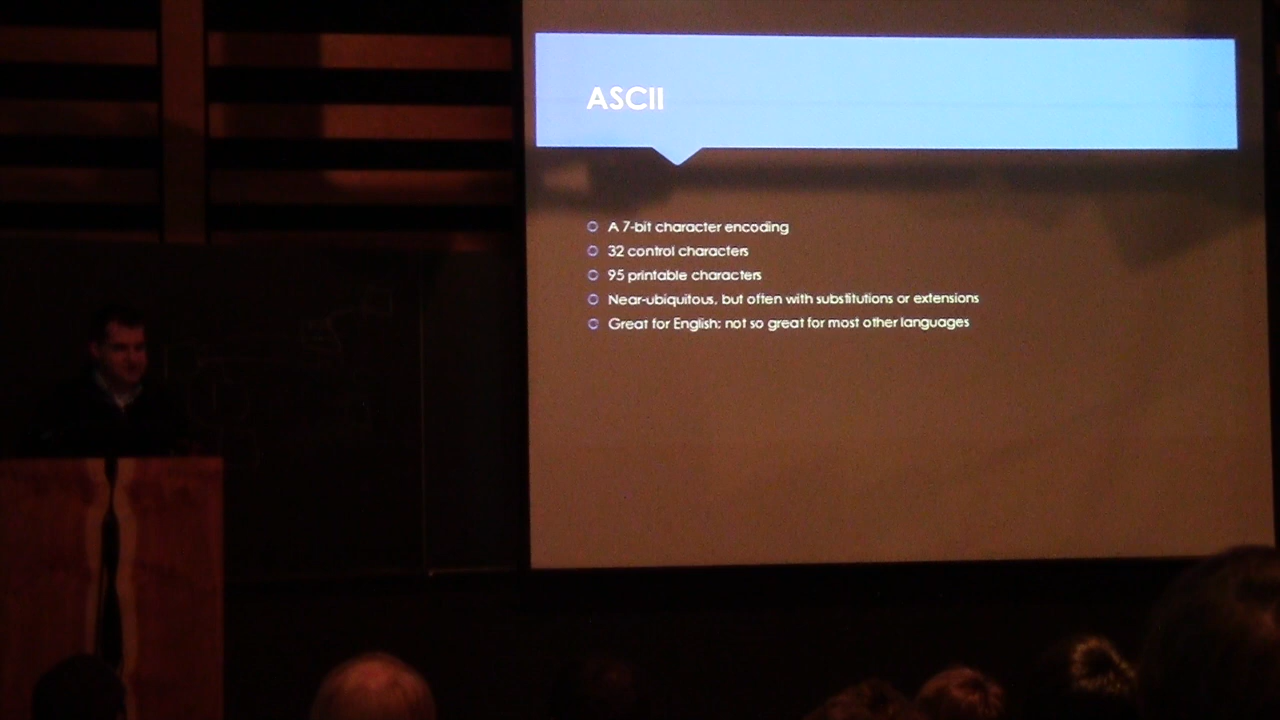 ASCII
A 7-bit character encoding
32 control characters
95 printable characters
Near-ubiquitous, but often with substitutions or extensions
Great for English; not so great for most other languages